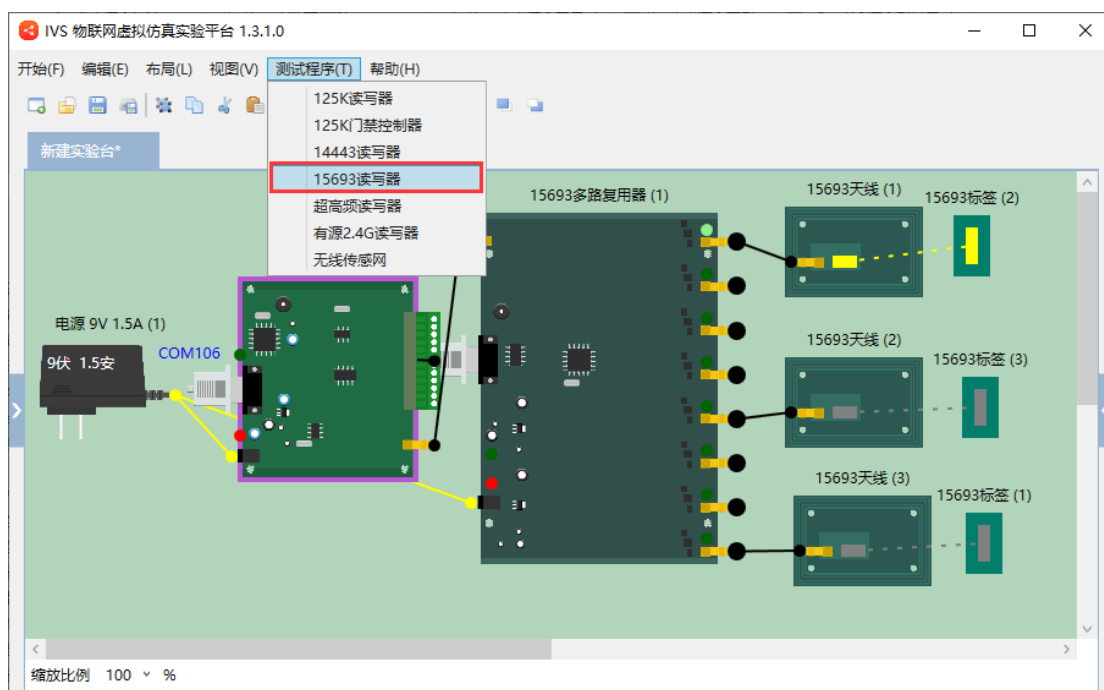 IVS 物联网虚拟仿真实验平台 1.3.1.0
开始(F) 编辑(E) 布局(L) 视图(V) 测试程序(T) 帮助(H)
125K读写器
125K门禁控制器
14443读写器
15693读写器
超高频读写器
有源2.4G读写器
无线传感网
新建实验台*
15693多路复用器 (1)
15693天线 (1)
15693标签 (2)
电源 9V 1.5A (1)
9伏 1.5安
COM106
15693天线 (2)
15693标签 (3)
15693天线 (3)
15693标签 (1)
缩放比例 100 %